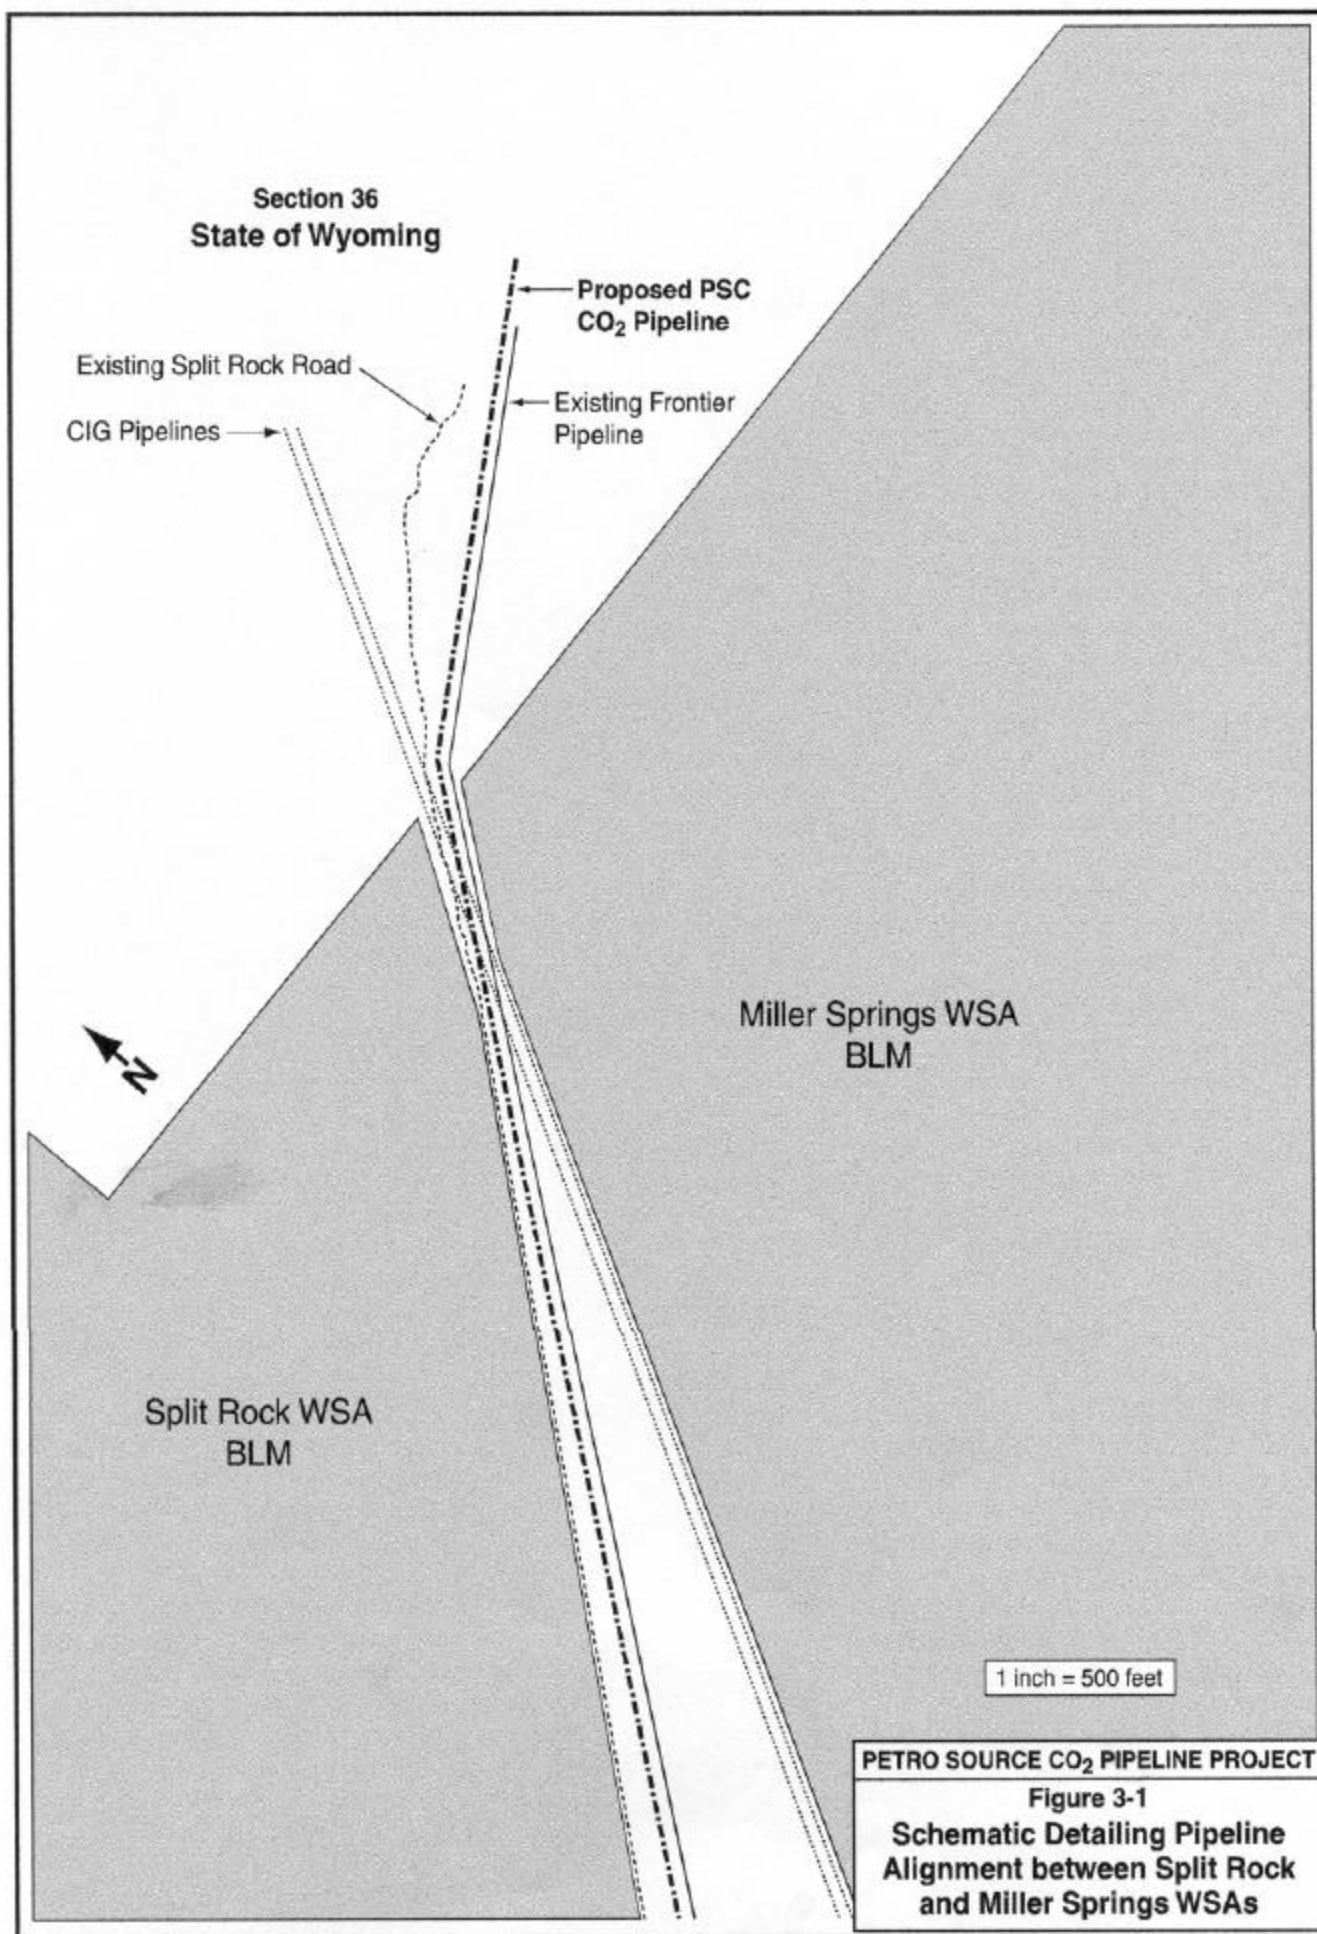 Section 36
State of Wyoming
Proposed PSC
CO₂ Pipeline
Existing Split Rock Road
Existing Frontier
Pipeline
CIG Pipelines
Miller Springs WSA
BLM
N
Split Rock WSA
BLM
1 inch = 500 feet
PETRO SOURCE CO₂ PIPELINE PROJECT
Figure 3-1
Schematic Detailing Pipeline
Alignment between Split Rock
and Miller Springs WSAs